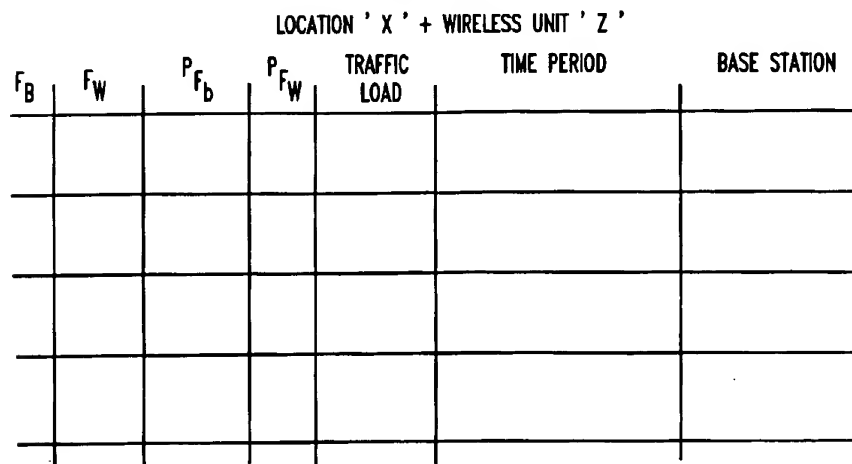 LOCATION ' X ' + WIRELESS UNIT ' Z '
F_B F_W P_F_b P_F_W TRAFFIC LOAD TIME PERIOD BASE STATION